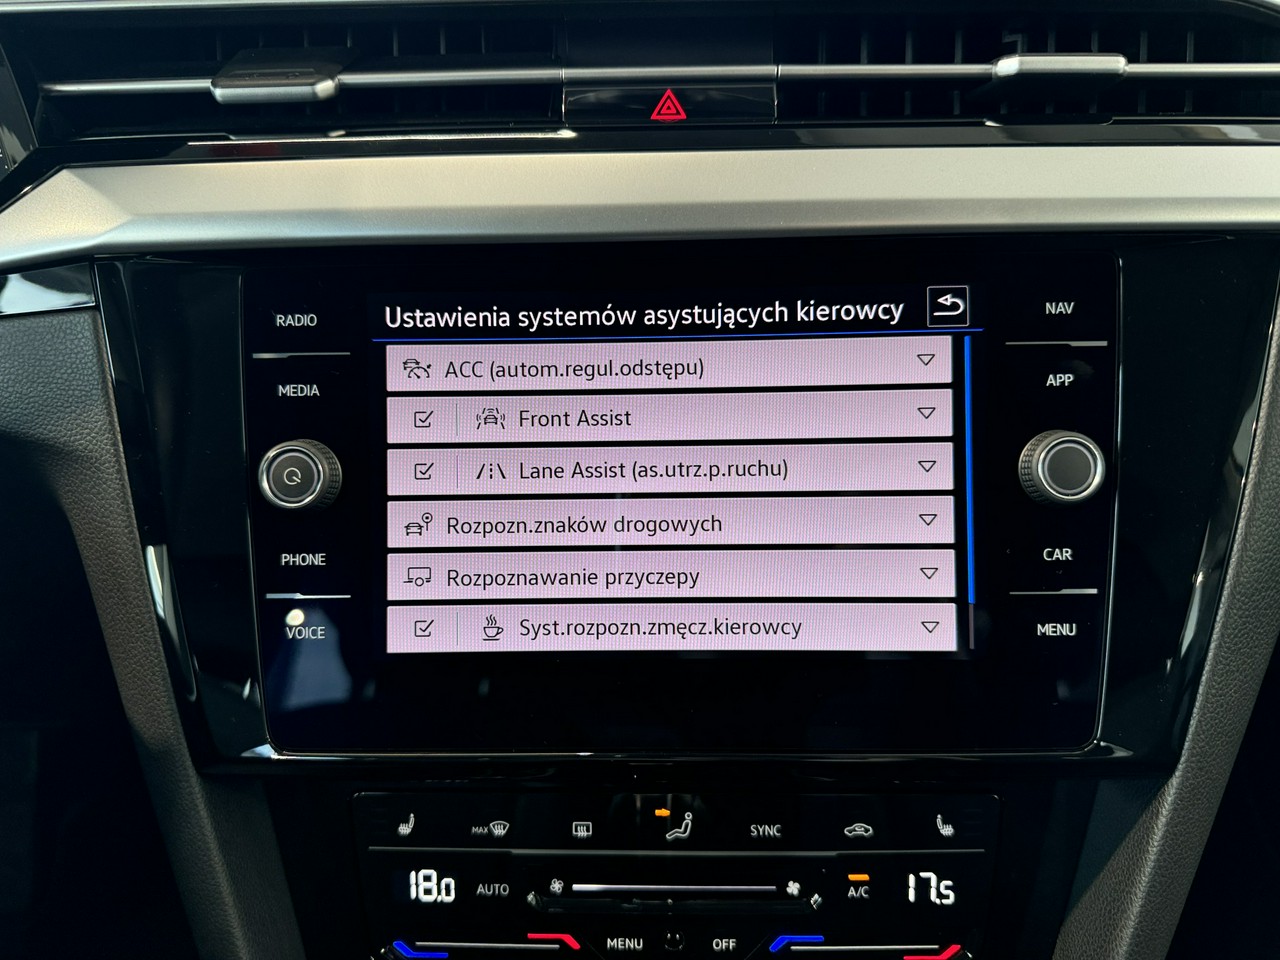 Ustawienia systemów asystujących kierowcy
RADIO
MEDIA
PHONE
VOICE
ACC (autom.regul.odstępu)
Front Assist
Lane Assist (as.utrz.p.ruchu)
Rozpozn.znaków drogowych
Rozpoznawanie przyczepy
Syst.rozpozn.zmęcz.kierowcy
NAV
APP
CAR
MENU
MAX
SYNC
18.0
AUTO
A/C
17.5
MENU
OFF